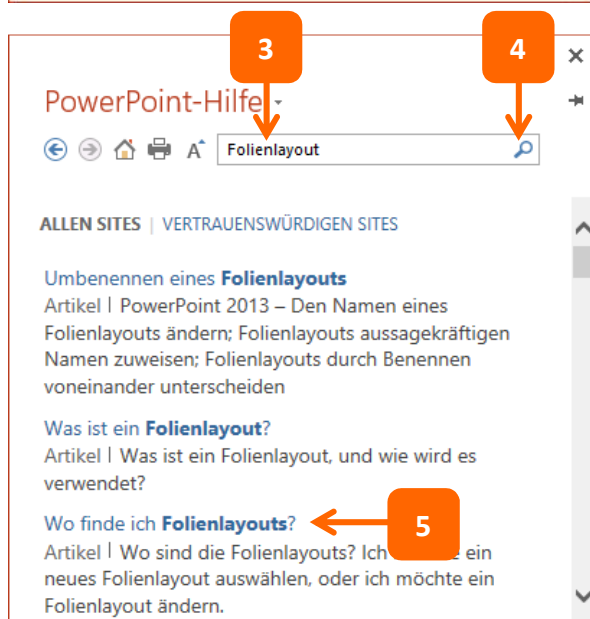 3 4
PowerPoint-Hilfe
Folienlayout
ALLEN SITES | VERTRAUENSWÜRDIGEN SITES
Umbenennen eines Folienlayouts
Artikel | PowerPoint 2013 – Den Namen eines
Folienlayouts ändern; Folienlayouts aussagekräftigen
Namen zuweisen; Folienlayouts durch Benennen
voneinander unterscheiden
Was ist ein Folienlayout?
Artikel | Was ist ein Folienlayout, und wie wird es
verwendet?
Wo finde ich Folienlayouts? 5
Artikel | Wo sind die Folienlayouts? Ich ein
neues Folienlayout auswählen, oder ich möchte ein
Folienlayout ändern.